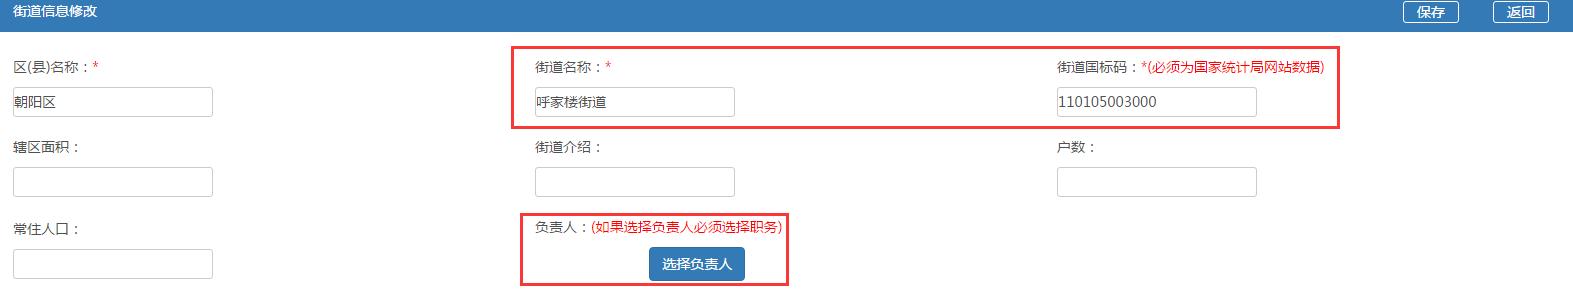 街道信息修改 保存 返回
区(县)名称：* 街道名称：* 街道国标码：*(必须为国家统计局网站数据)
朝阳区 呼家楼街道 110105003000
辖区面积： 街道介绍： 户数：
常住人口： 负责人：(如果选择负责人必须选择职务)
选择负责人